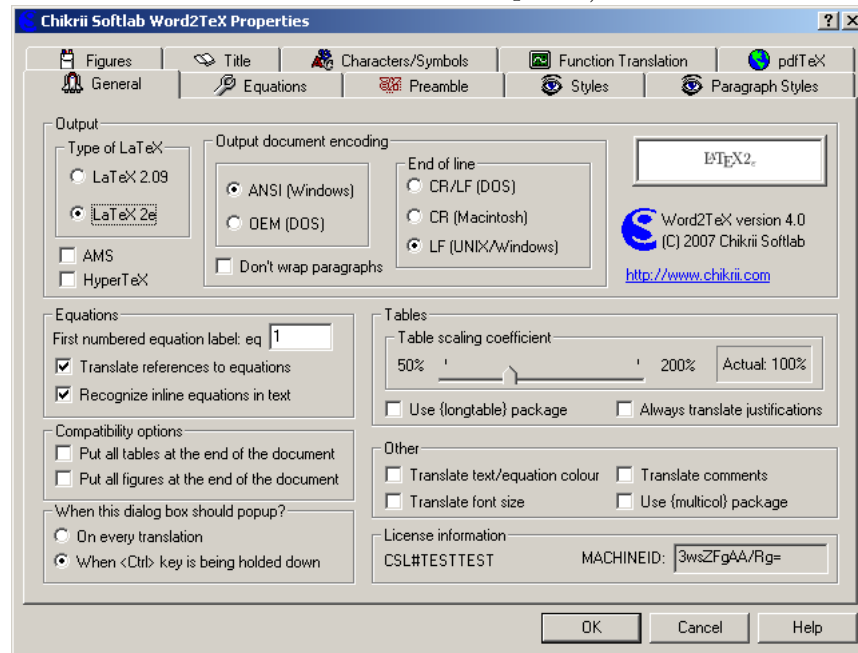 Chikrii Softlab Word2TeX Properties
Figures Title Characters/Symbols Function Translation pdfTeX
General Equations Preamble Styles Paragraph Styles
Output
Type of LaTeX
LaTeX 2.09
LaTeX 2e
AMS
HyperTeX
Output document encoding
ANSI (Windows)
OEM (DOS)
Don't wrap paragraphs
End of line
CR/LF (DOS)
CR (Macintosh)
LF (UNIX/Windows)
LATEX2ε
Word2TeX version 4.0
(C) 2007 Chikrii Softlab
http://www.chikrii.com
Equations
First numbered equation label: eq 1
Translate references to equations
Recognize inline equations in text
Tables
Table scaling coefficient
50% 200% Actual: 100%
Use {longtable} package Always translate justifications
Compatibility options
Put all tables at the end of the document
Put all figures at the end of the document
Other
Translate text/equation colour Translate comments
Translate font size Use {multicol} package
When this dialog box should popup?
On every translation
When <Ctrl> key is being holded down
License information
CSL#TESTTEST MACHINEID: 3wsZFgAA/Rg=
OK Cancel Help